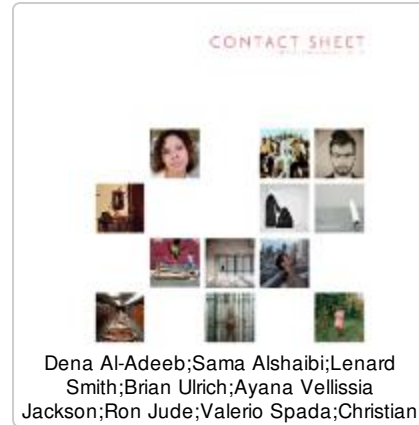 CONTACT SHEET
Dena Al-Adeeb;Sama Alshaibi;Lenard
Smith;Brian Ulrich;Ayana Vellissia
Jackson;Ron Jude;Valerio Spada;Christian